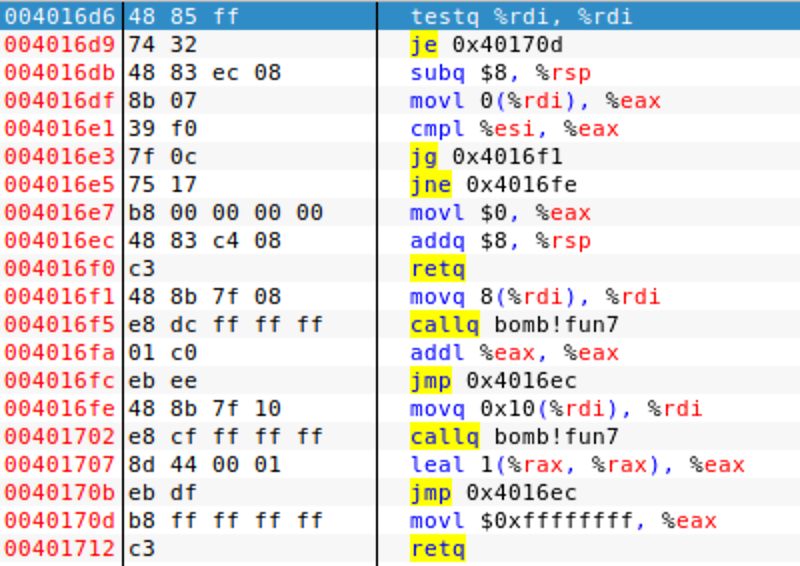 004016d6 48 85 ff testq %rdi, %rdi
004016d9 74 32 je 0x40170d
004016db 48 83 ec 08 subq $8, %rsp
004016df 8b 07 movl 0(%rdi), %eax
004016e1 39 f0 cmpl %esi, %eax
004016e3 7f 0c jg 0x4016f1
004016e5 75 17 jne 0x4016fe
004016e7 b8 00 00 00 00 movl $0, %eax
004016ec 48 83 c4 08 addq $8, %rsp
004016f0 c3 retq
004016f1 48 8b 7f 08 movq 8(%rdi), %rdi
004016f5 e8 dc ff ff ff callq bomb!fun7
004016fa 01 c0 addl %eax, %eax
004016fc eb ee jmp 0x4016ec
004016fe 48 8b 7f 10 movq 0x10(%rdi), %rdi
00401702 e8 cf ff ff ff callq bomb!fun7
00401707 8d 44 00 01 leal 1(%rax, %rax), %eax
0040170b eb df jmp 0x4016ec
0040170d b8 ff ff ff ff movl $0xffffffff, %eax
00401712 c3 retq